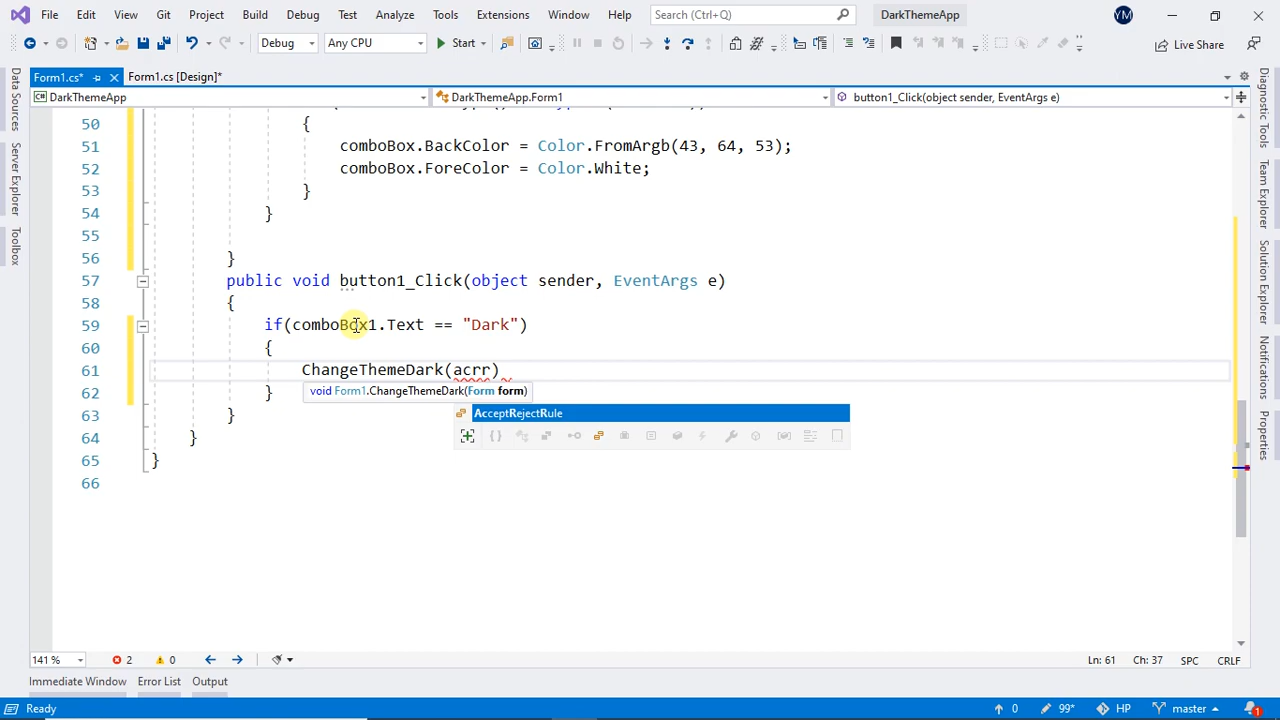 File Edit View Git Project Build Debug Test Analyze Tools Extensions Window Help Search (Ctrl+Q) DarkThemeApp YM
Debug Any CPU Start Live Share
Form1.cs* Form1.cs [Design]*
DarkThemeApp DarkThemeApp.Form1 button1_Click(object sender, EventArgs e)
50 {
51 comboBox.BackColor = Color.FromArgb(43, 64, 53);
52 comboBox.ForeColor = Color.White;
53 }
54 }
55
56 }
57 public void button1_Click(object sender, EventArgs e)
58 {
59 if(comboBox1.Text == "Dark")
60 {
61 ChangeThemeDark(acrr)
62 }
void Form1.ChangeThemeDark(Form form)
63 }
AcceptRejectRule
64 }
65 }
66
Data Sources
Server Explorer
Toolbox
Diagnostic Tools
Team Explorer
Solution Explorer
Notifications
Properties
141 % 2 0 Ln: 61 Ch: 37 SPC CRLF
Immediate Window Error List Output
Ready 0 99* HP master 1